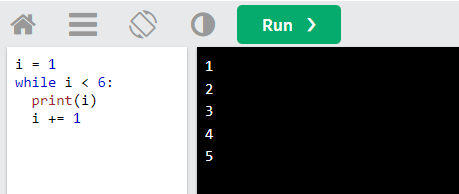 Run ❯
i = 1
while i < 6:
  print(i)
  i += 1
1
2
3
4
5